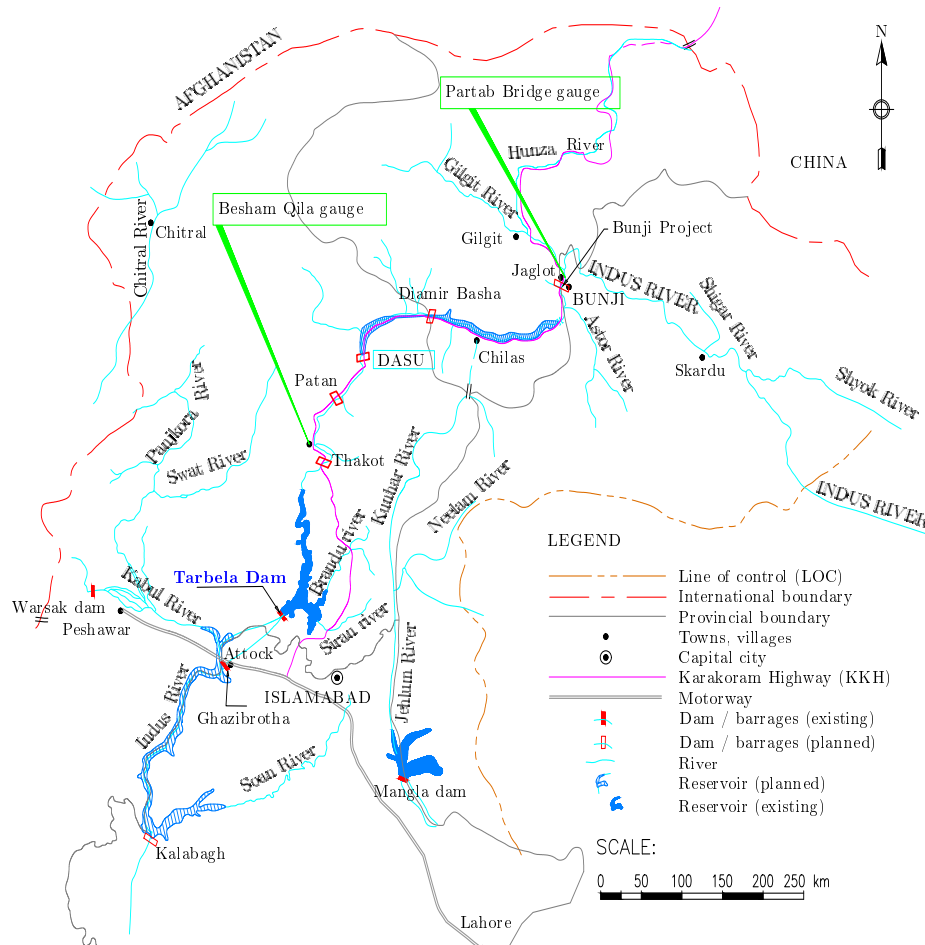 N
AFGHANISTAN
Partab Bridge gauge
Hunza River
CHINA
Gilgit River
Besham Qila gauge
Chitral River
Chitral
Gilgit
Bunji Project
Jaglot
INDUS RIVER
BUNJI
Diamir Basha
Shigar River
Astor River
DASU
Chilas
Skardu
Shyok River
Patan
Panjkora River
Swat River
Thakot
Kunhar River
Neelam River
INDUS RIVER
Brandu river
LEGEND
Tarbela Dam
Kabul River
Line of control (LOC)
International boundary
Warsak dam
Peshawar
Siran river
Provincial boundary
Towns, villages
Attock
Capital city
Karakoram Highway (KKH)
ISLAMABAD
Motorway
Jehlum River
Indus River
Ghazibrotha
Dam / barrages (existing)
Dam / barrages (planned)
River
Soan River
Reservoir (planned)
Mangla dam
Reservoir (existing)
Kalabagh
SCALE:
0 50 100 150 200 250 km
Lahore